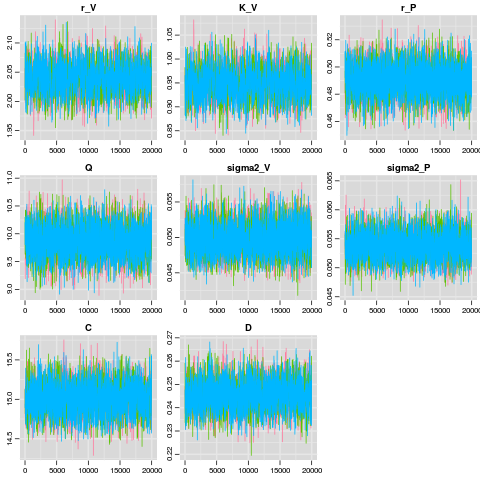 r_V
K_V
r_P
1.95 2.00 2.05 2.10
0.85 0.90 0.95 1.00 1.05
0.46 0.48 0.50 0.52
0 5000 10000 15000 20000
0 5000 10000 15000 20000
0 5000 10000 15000 20000
Q
sigma2_V
sigma2_P
9.0 9.5 10.0 10.5 11.0
0.045 0.050 0.055
0.045 0.050 0.055 0.060 0.065
0 5000 10000 15000 20000
0 5000 10000 15000 20000
0 5000 10000 15000 20000
C
D
14.5 15.0 15.5
0.22 0.23 0.24 0.25 0.26 0.27
0 5000 10000 15000 20000
0 5000 10000 15000 20000